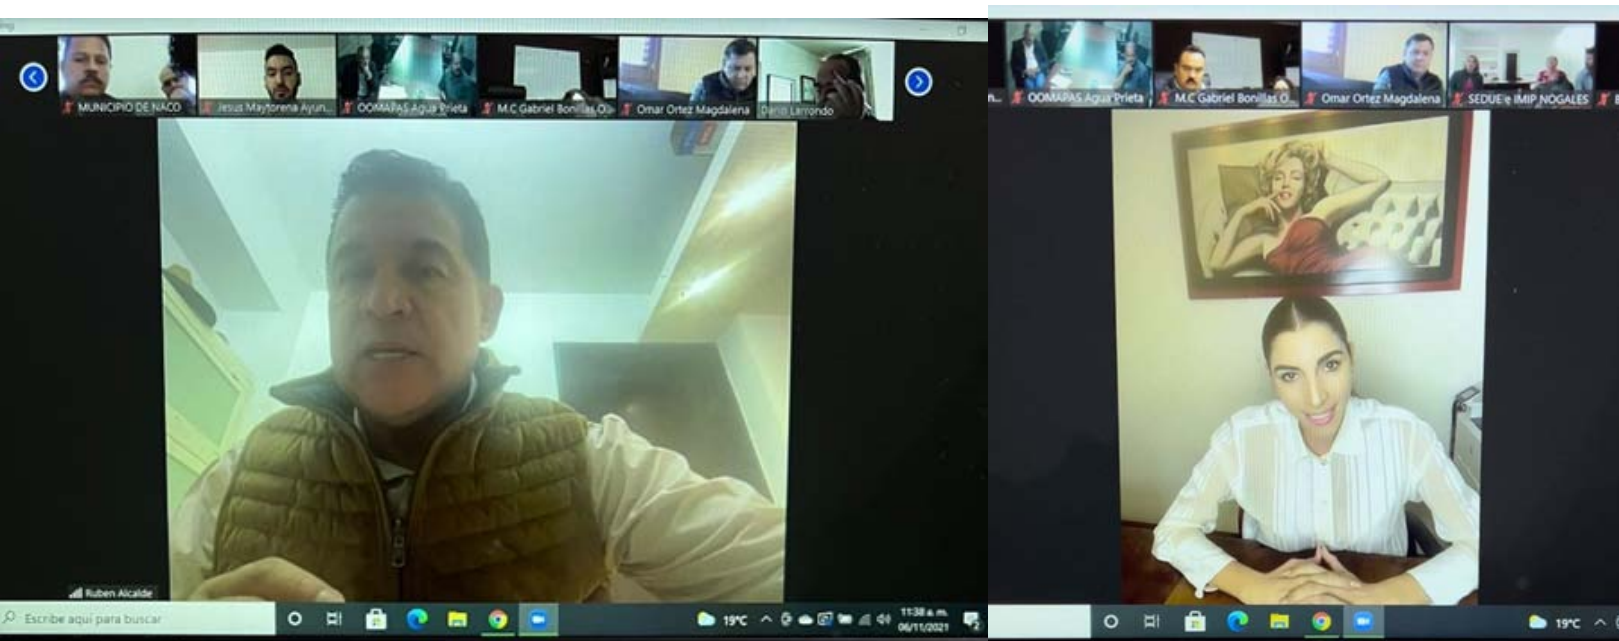 MUNICIPIO DE NACO
Jesus Maytorena Ayun...
OOMAPAS Agua Prieta
M.C Gabriel Bonillas O...
Omar Ortez Magdalena
Dario Larrondo
Ruben Alcalde
Escribe aquí para buscar
19°C
11:38 a. m.
06/11/2021
2
n...
OOMAPAS Agua Prieta
M.C Gabriel Bonillas O...
Omar Ortez Magdalena
SEDUE e IMIP NOGALES
19°C